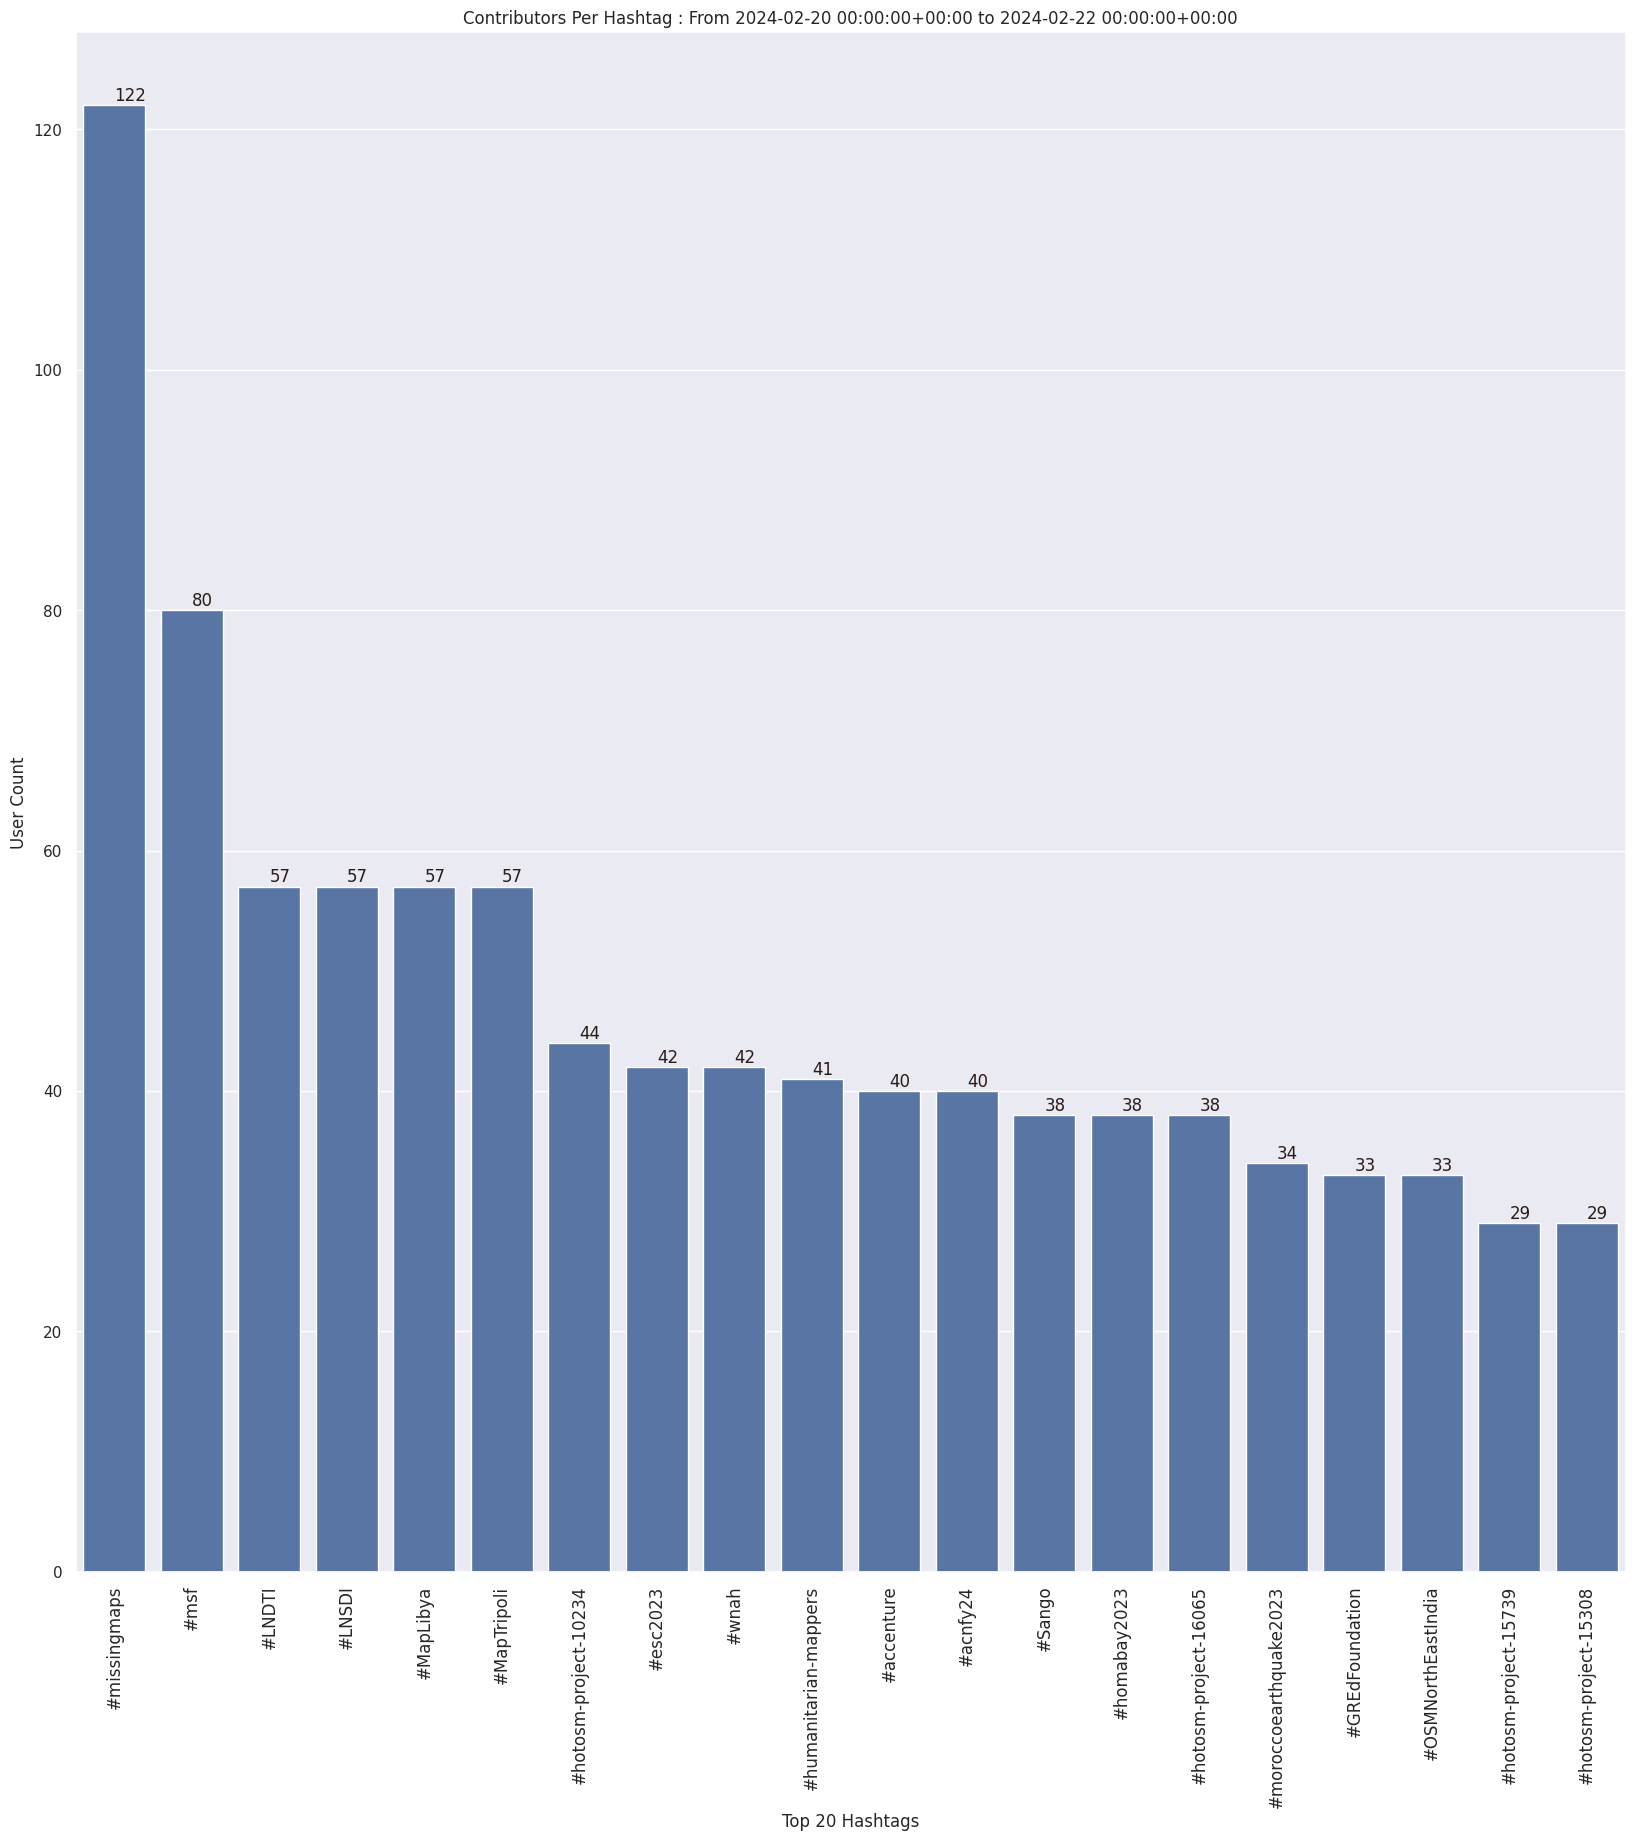 Contributors Per Hashtag : From 2024-02-20 00:00:00+00:00 to 2024-02-22 00:00:00+00:00
122
120
100
80
80
User Count
60
57
57
57
57
44
42
42
41
40
40
40
38
38
38
34
33
33
29
29
20
0
#missingmaps
#msf
#LNDTI
#LNSDI
#MapLibya
#MapTripoli
#hotosm-project-10234
#esc2023
#wnah
#humanitarian-mappers
#accenture
#acnfy24
#Sango
#homabay2023
#hotosm-project-16065
#moroccoearthquake2023
#GREdFoundation
#OSMNorthEastIndia
#hotosm-project-15739
#hotosm-project-15308
Top 20 Hashtags